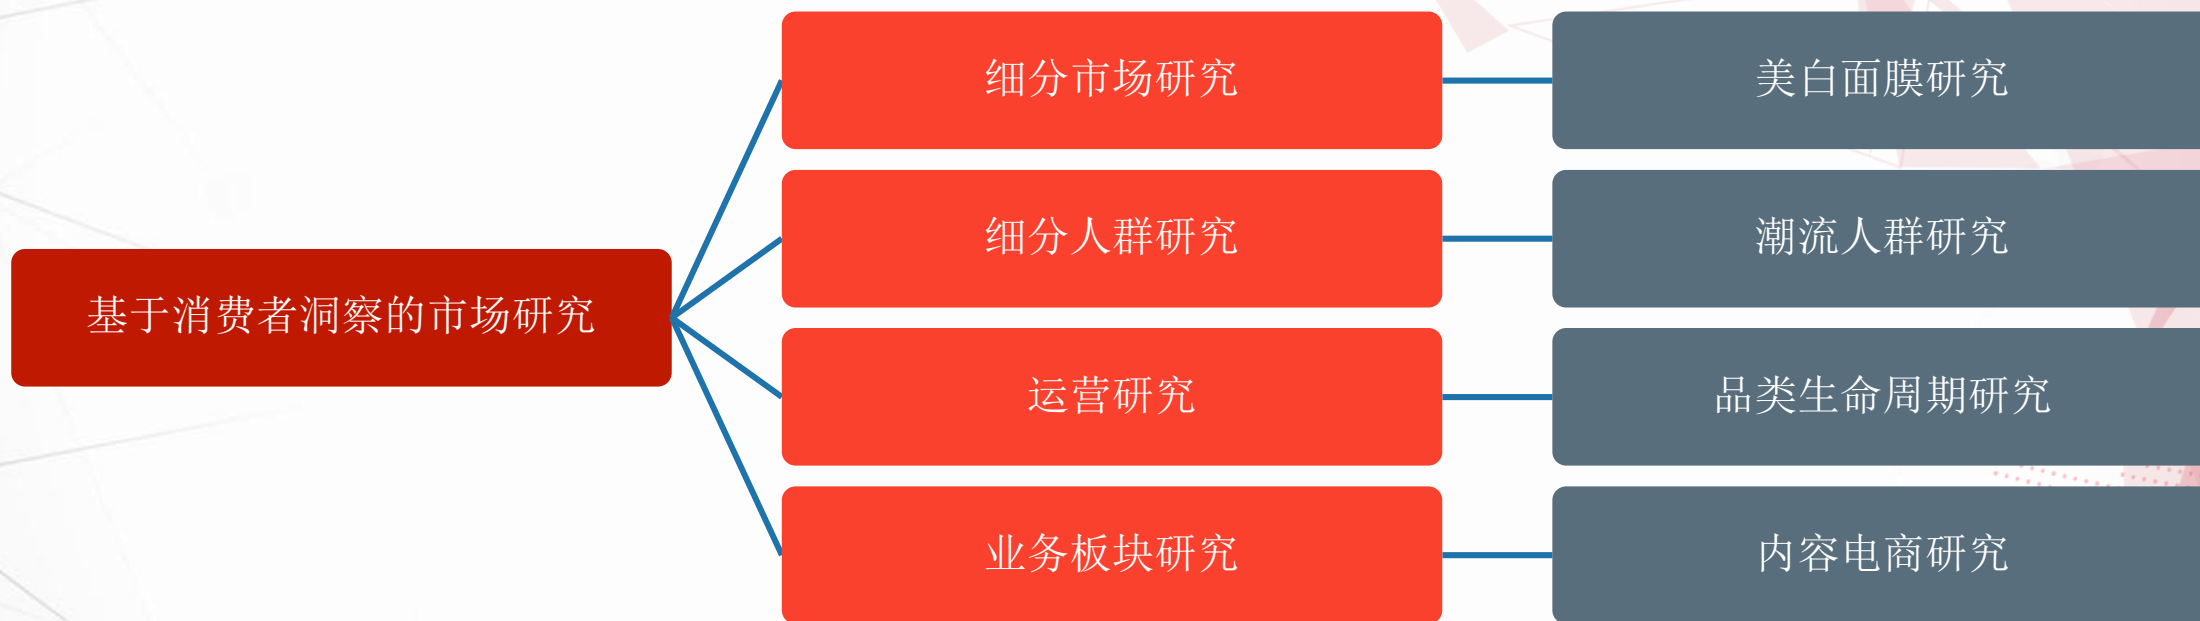 基于消费者洞察的市场研究
细分市场研究
美白面膜研究
细分人群研究
潮流人群研究
运营研究
品类生命周期研究
业务板块研究
内容电商研究